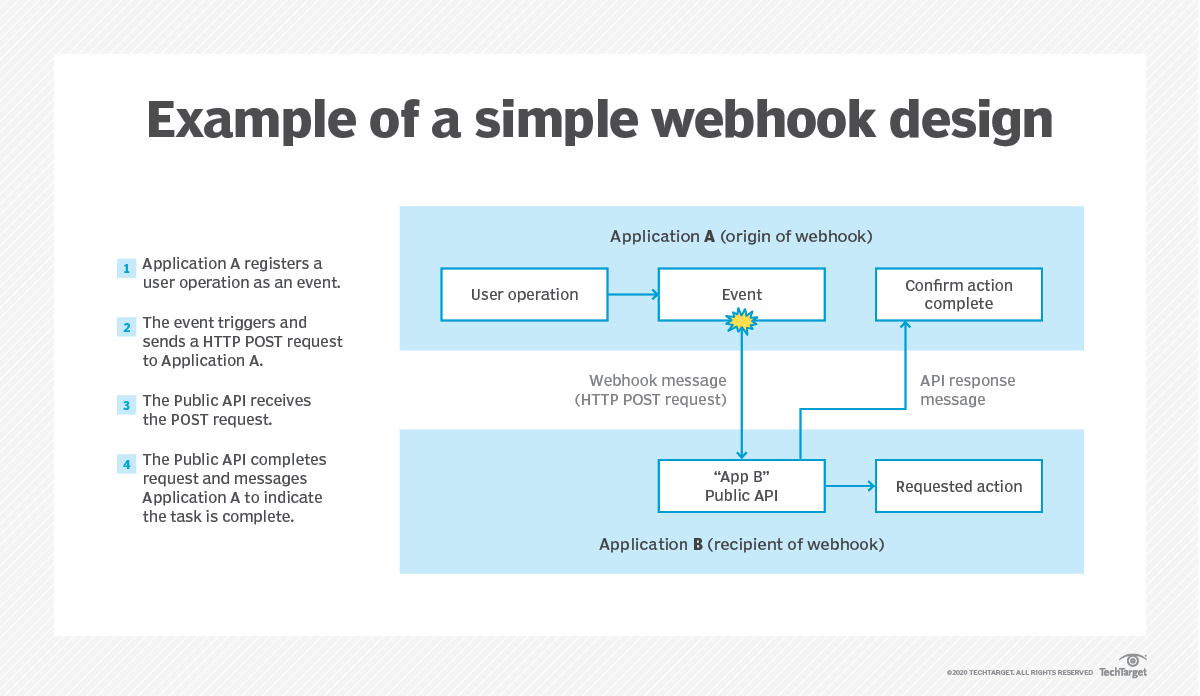 Example of a simple webhook design
1 Application A registers a
user operation as an event.
2 The event triggers and
sends a HTTP POST request
to Application A.
3 The Public API receives
the POST request.
4 The Public API completes
request and messages
Application A to indicate
the task is complete.
Application A (origin of webhook)
User operation
Event
Confirm action
complete
Webhook message
(HTTP POST request)
API response
message
“App B”
Public API
Requested action
Application B (recipient of webhook)
©2020 TECHTARGET. ALL RIGHTS RESERVED
TechTarget